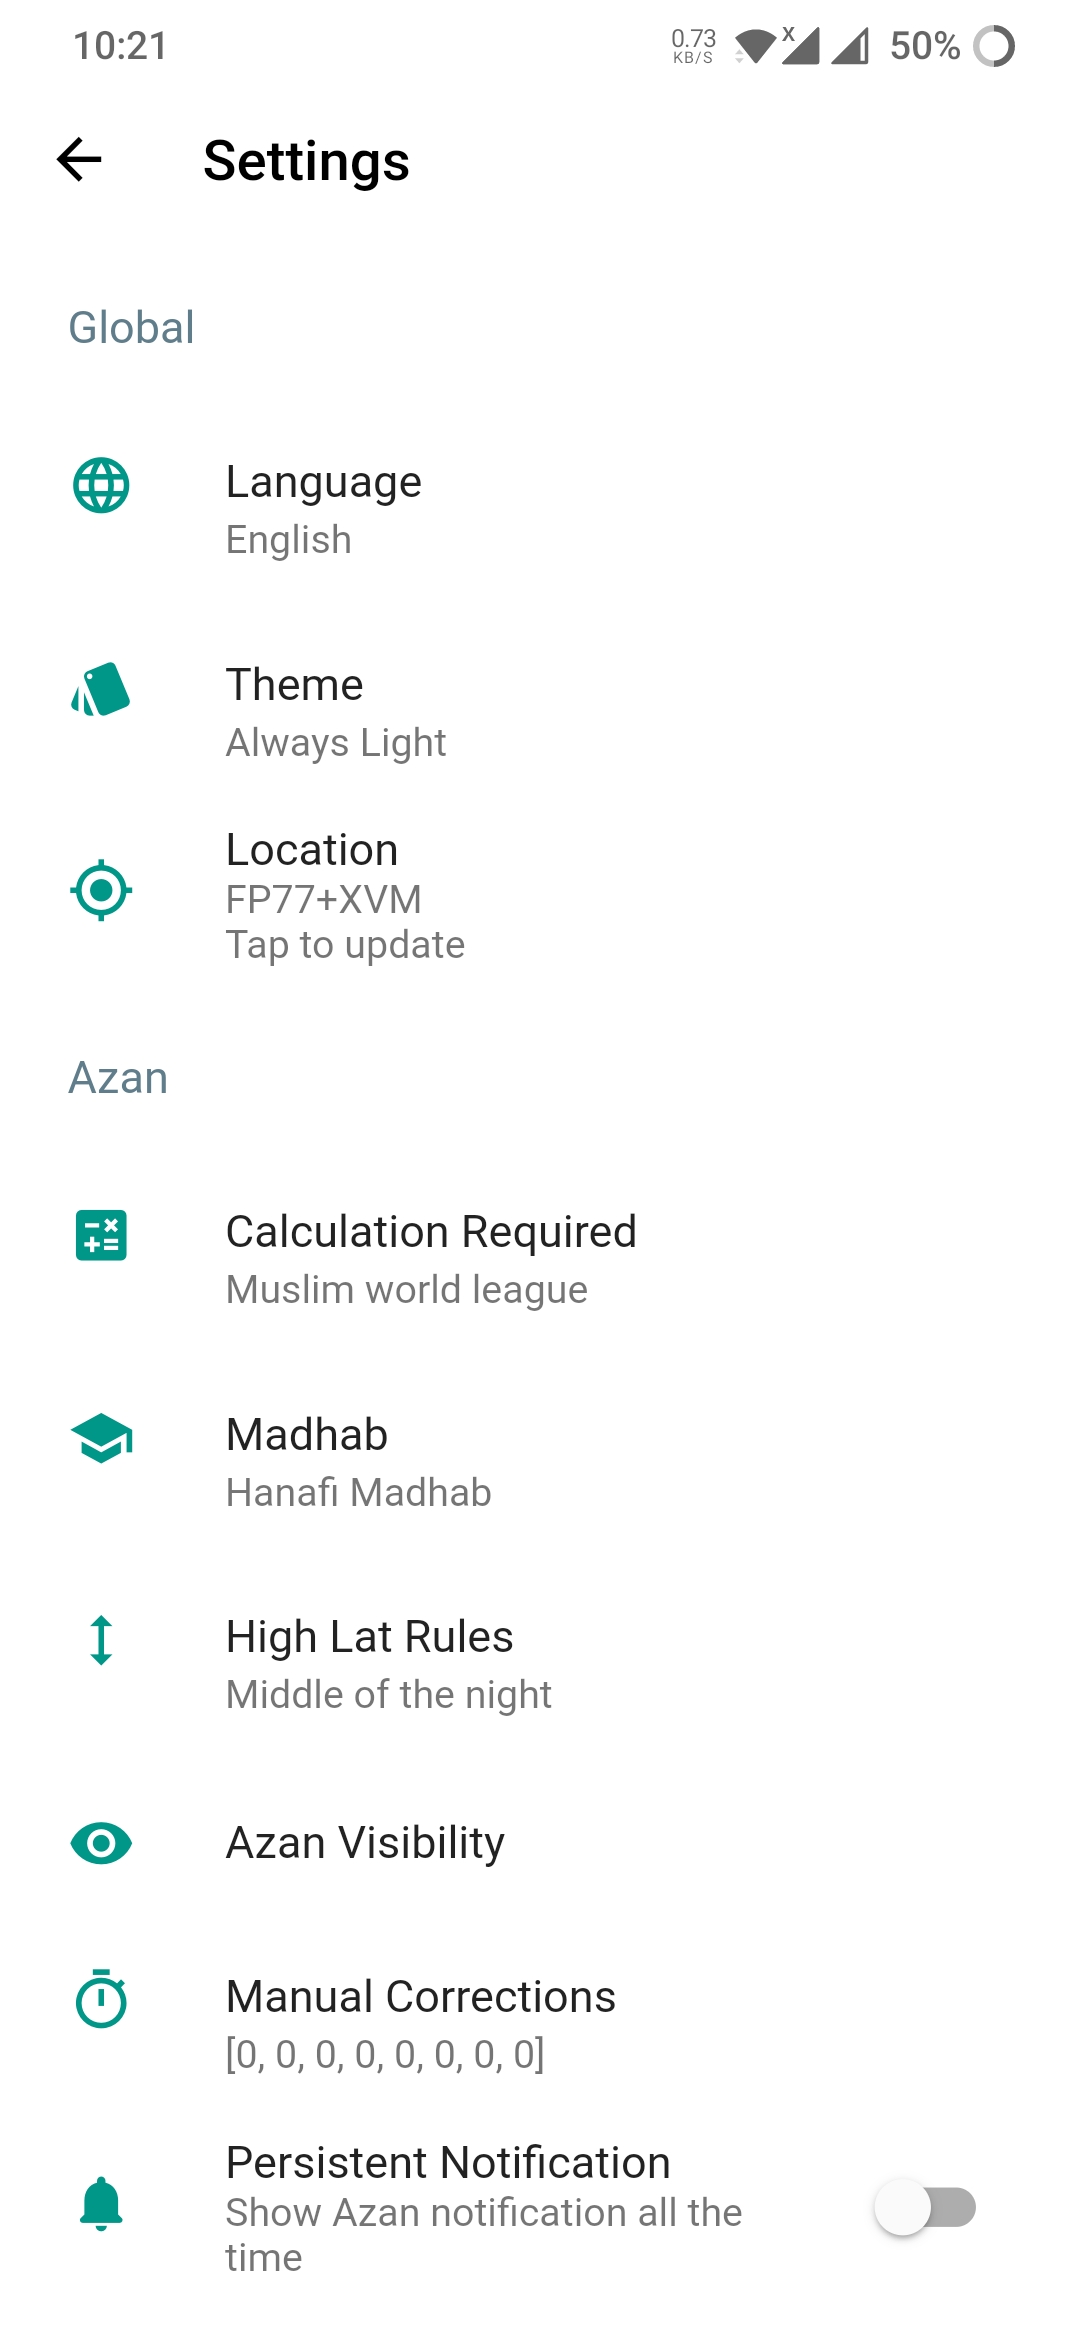 10:21
0.73
KB/S
X
50%
Settings
Global
Language
English
Theme
Always Light
Location
FP77+XVM
Tap to update
Azan
Calculation Required
Muslim world league
Madhab
Hanafi Madhab
High Lat Rules
Middle of the night
Azan Visibility
Manual Corrections
[0, 0, 0, 0, 0, 0, 0, 0]
Persistent Notification
Show Azan notification all the
time